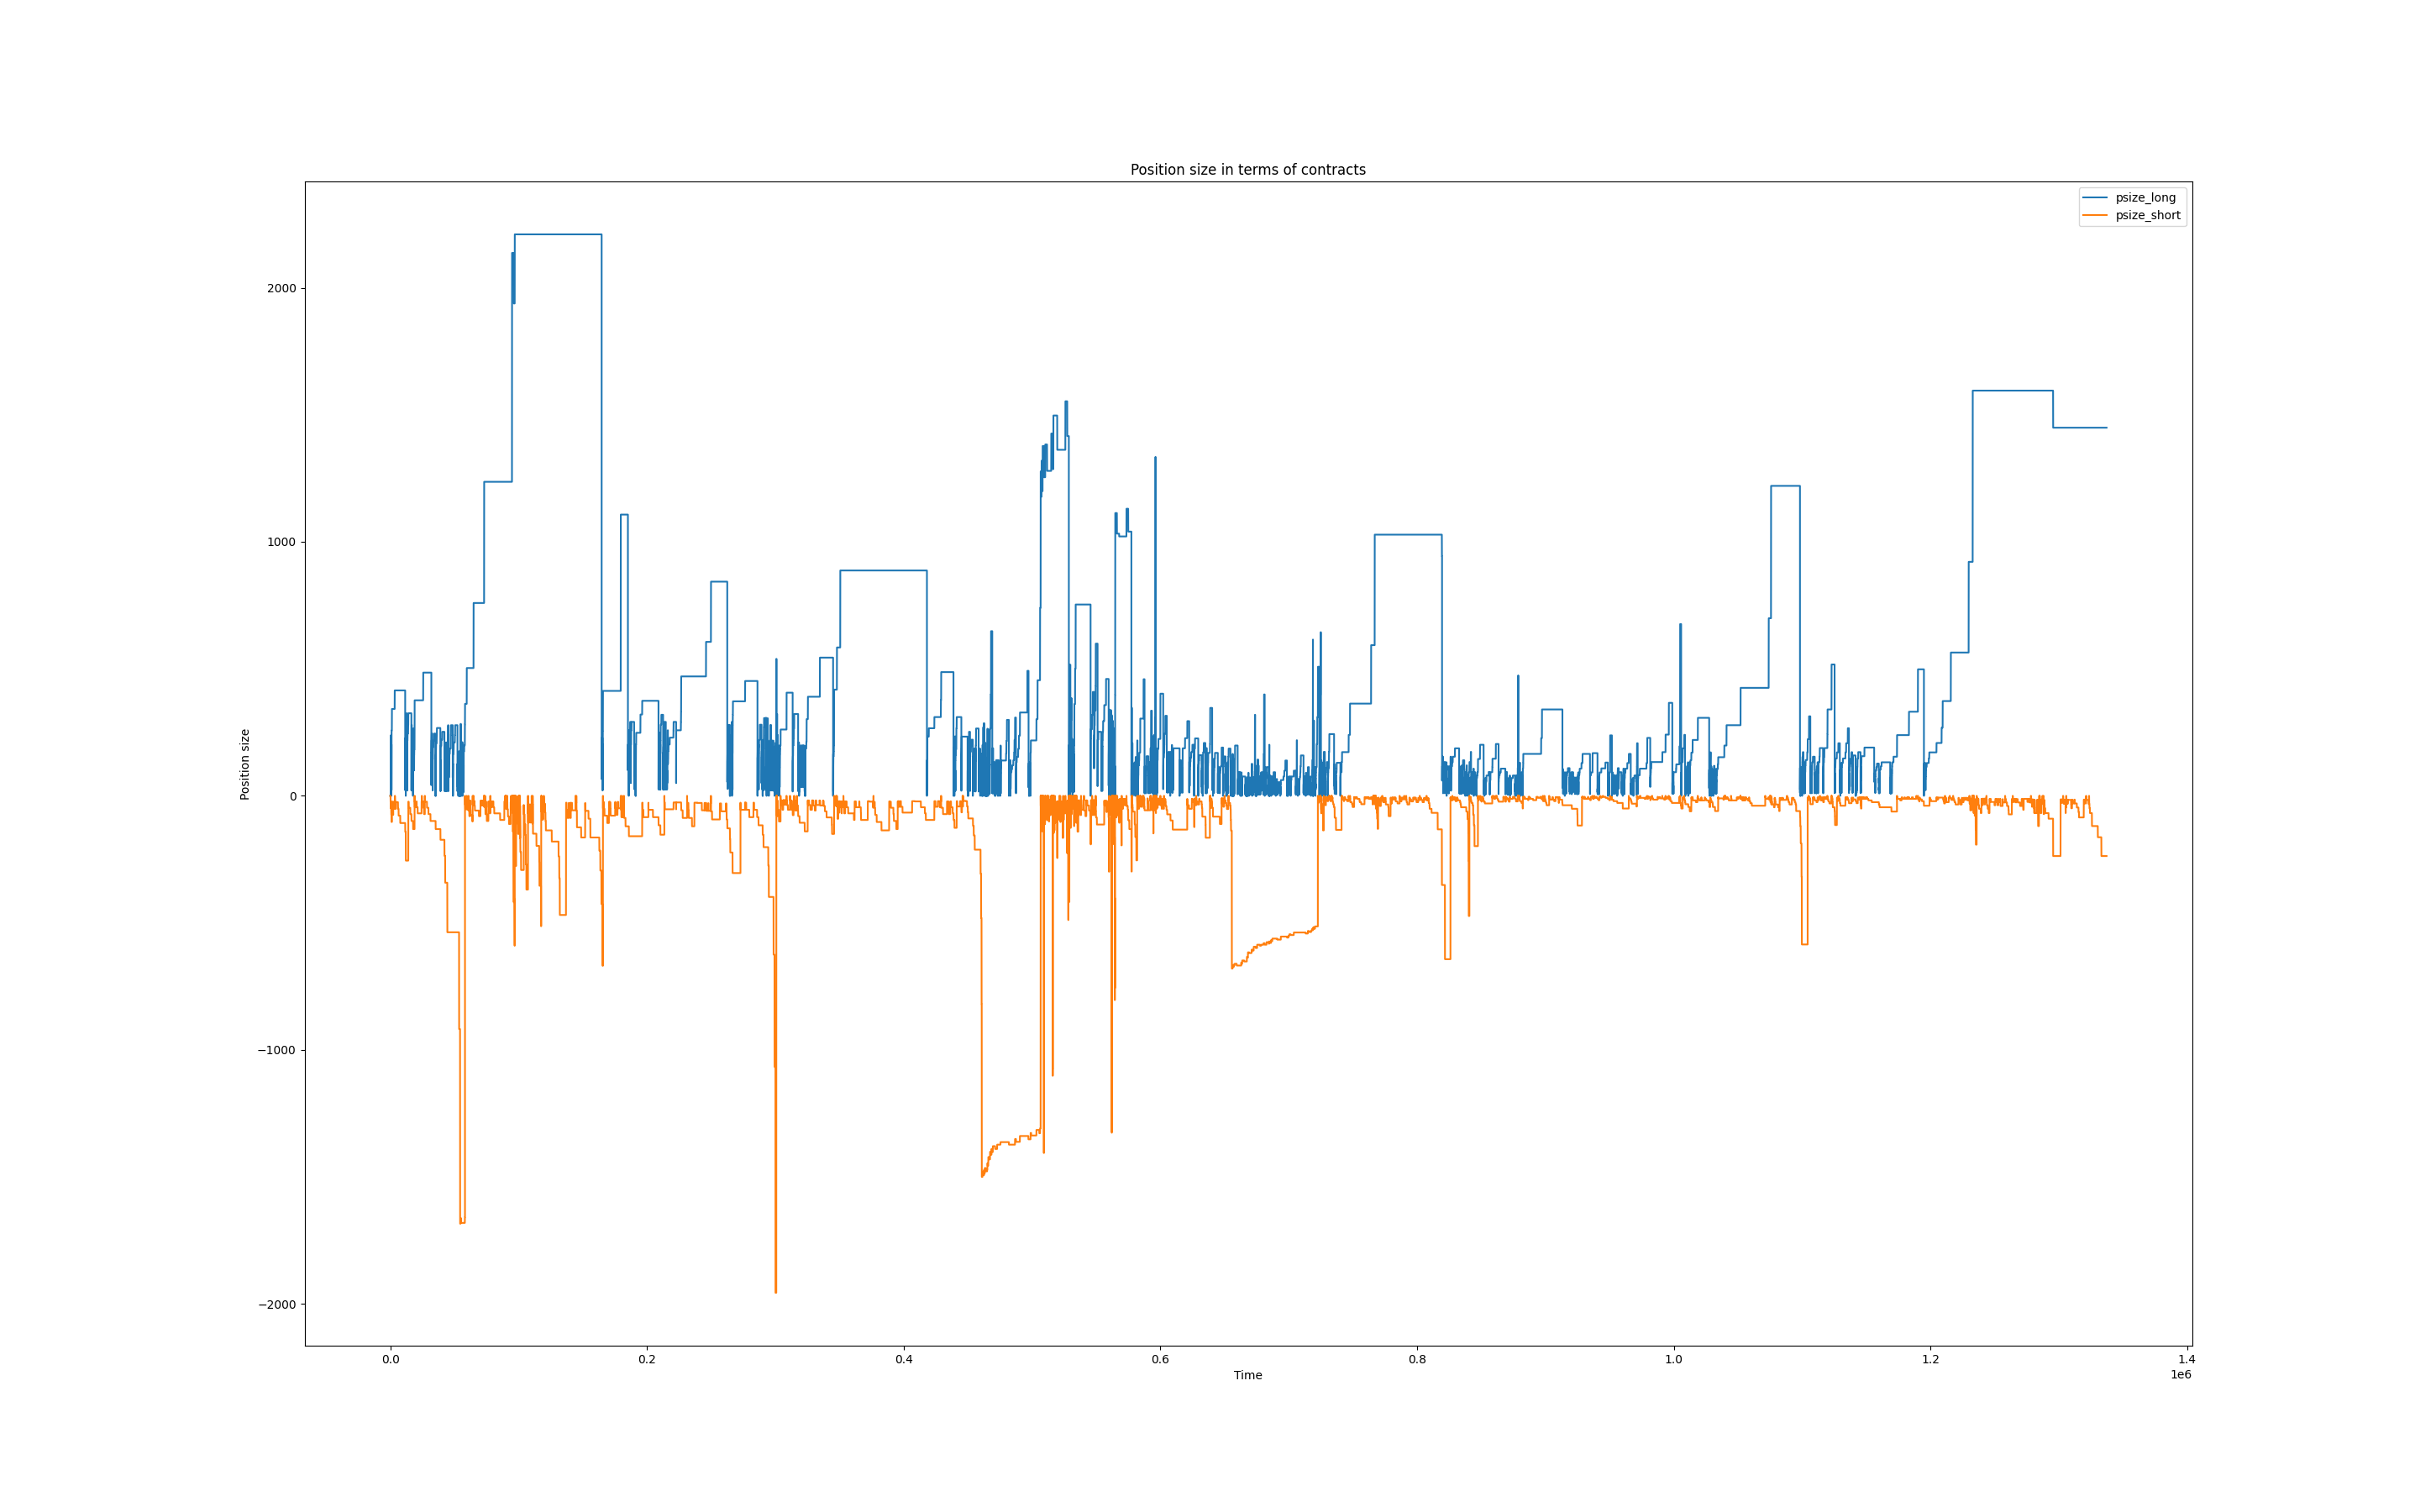 Position size in terms of contracts
psize_long
psize_short
Position size
2000
1000
0
−1000
−2000
0.0
0.2
0.4
0.6
0.8
1.0
1.2
1.4
Time
1e6